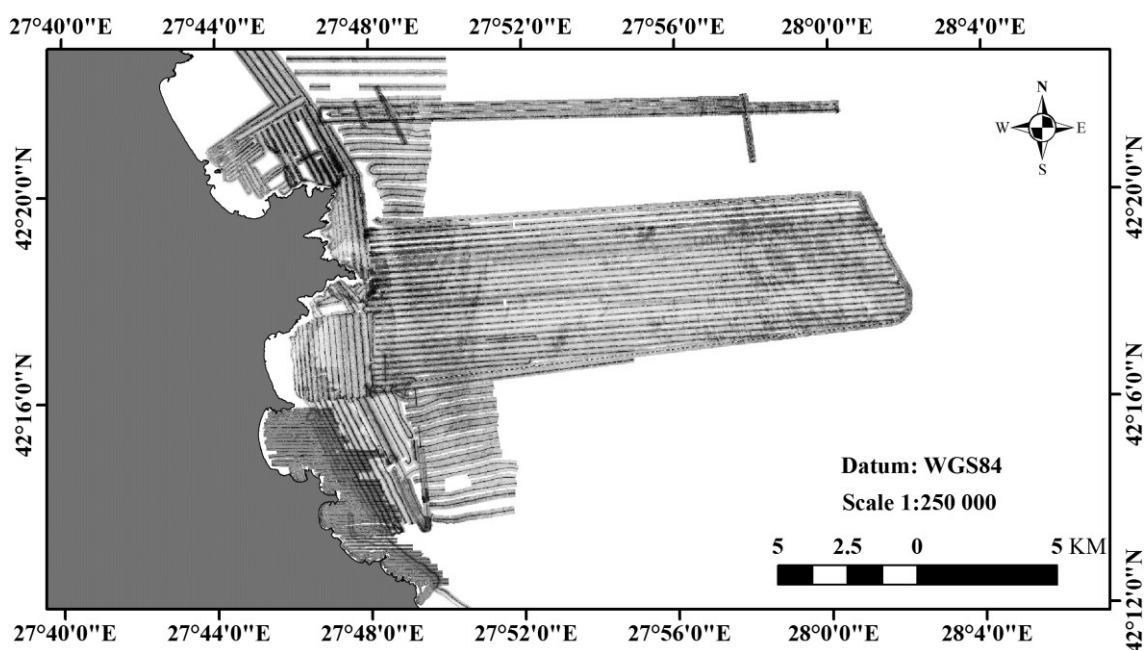 27°40'0"E 27°44'0"E 27°48'0"E 27°52'0"E 27°56'0"E 28°0'0"E 28°4'0"E
N
W E
S
42°20'0"N 42°20'0"N
42°16'0"N 42°16'0"N
Datum: WGS84
Scale 1:250 000
5 2.5 0 5 KM
42°12'0"N
27°40'0"E 27°44'0"E 27°48'0"E 27°52'0"E 27°56'0"E 28°0'0"E 28°4'0"E